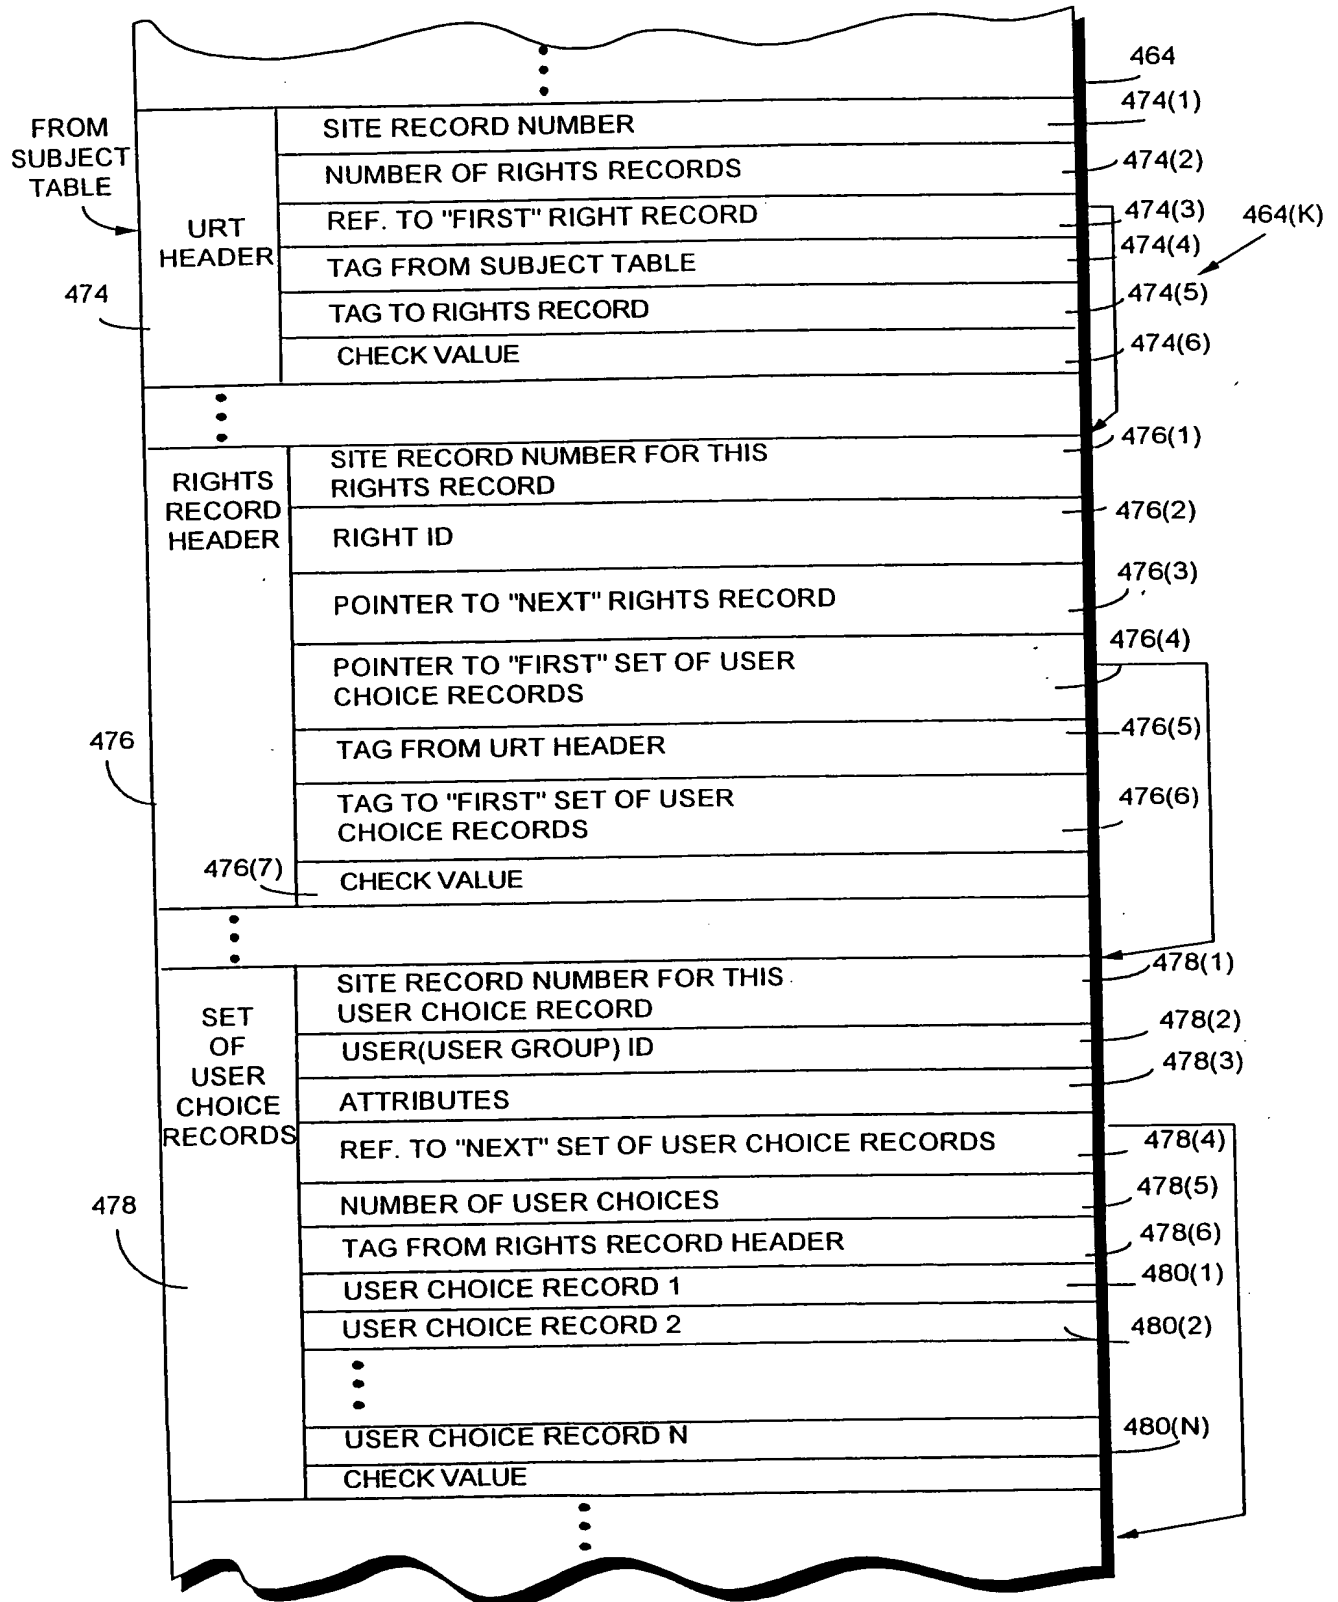 464
474(1)
FROM
SUBJECT
TABLE
SITE RECORD NUMBER
474(2)
NUMBER OF RIGHTS RECORDS
URT
HEADER
REF. TO "FIRST" RIGHT RECORD
474(3)
464(K)
TAG FROM SUBJECT TABLE
474(4)
474
TAG TO RIGHTS RECORD
474(5)
CHECK VALUE
474(6)
476(1)
RIGHTS
RECORD
HEADER
SITE RECORD NUMBER FOR THIS
RIGHTS RECORD
476(2)
RIGHT ID
476(3)
POINTER TO "NEXT" RIGHTS RECORD
476(4)
POINTER TO "FIRST" SET OF USER
CHOICE RECORDS
476
TAG FROM URT HEADER
476(5)
TAG TO "FIRST" SET OF USER
CHOICE RECORDS
476(6)
476(7)
CHECK VALUE
478(1)
SITE RECORD NUMBER FOR THIS
USER CHOICE RECORD
SET
OF
USER
CHOICE
RECORDS
478(2)
USER(USER GROUP) ID
478(3)
ATTRIBUTES
REF. TO "NEXT" SET OF USER CHOICE RECORDS
478(4)
478
NUMBER OF USER CHOICES
478(5)
TAG FROM RIGHTS RECORD HEADER
478(6)
USER CHOICE RECORD 1
480(1)
USER CHOICE RECORD 2
480(2)
USER CHOICE RECORD N
480(N)
CHECK VALUE